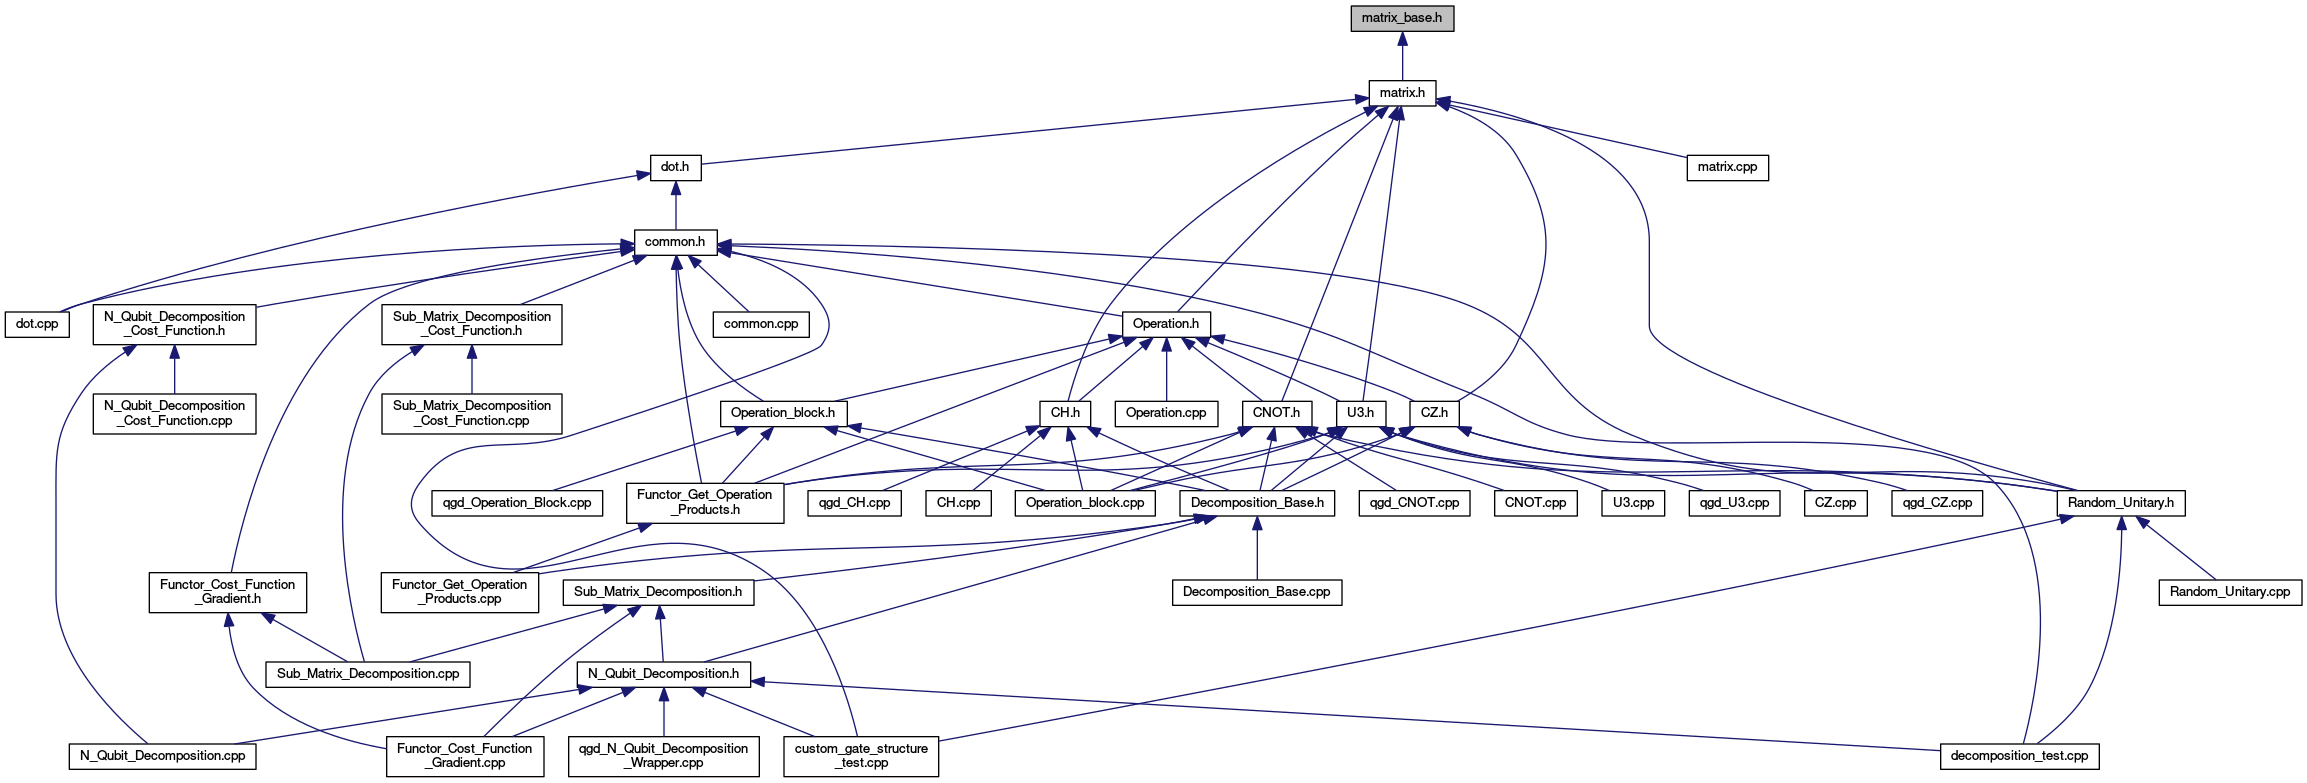 matrix_base.h
matrix.h
dot.h
matrix.cpp
common.h
dot.cpp
N_Qubit_Decomposition
_Cost_Function.h
Sub_Matrix_Decomposition
_Cost_Function.h
common.cpp
Operation.h
N_Qubit_Decomposition
_Cost_Function.cpp
Sub_Matrix_Decomposition
_Cost_Function.cpp
Operation_block.h
CH.h
Operation.cpp
CNOT.h
U3.h
CZ.h
qgd_Operation_Block.cpp
Functor_Get_Operation
_Products.h
qgd_CH.cpp
CH.cpp
Operation_block.cpp
Decomposition_Base.h
qgd_CNOT.cpp
CNOT.cpp
U3.cpp
qgd_U3.cpp
CZ.cpp
qgd_CZ.cpp
Random_Unitary.h
Functor_Cost_Function
_Gradient.h
Functor_Get_Operation
_Products.cpp
Sub_Matrix_Decomposition.h
Decomposition_Base.cpp
Random_Unitary.cpp
Sub_Matrix_Decomposition.cpp
N_Qubit_Decomposition.h
N_Qubit_Decomposition.cpp
Functor_Cost_Function
_Gradient.cpp
qgd_N_Qubit_Decomposition
_Wrapper.cpp
custom_gate_structure
_test.cpp
decomposition_test.cpp